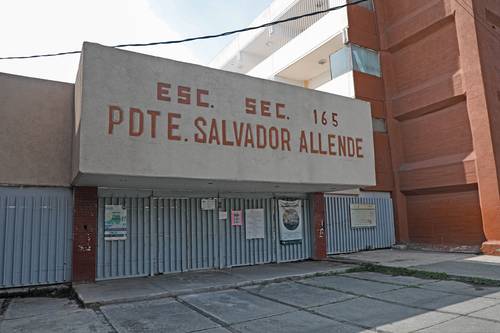 ESC. SEC. 165
PDTE. SALVADOR ALLENDE